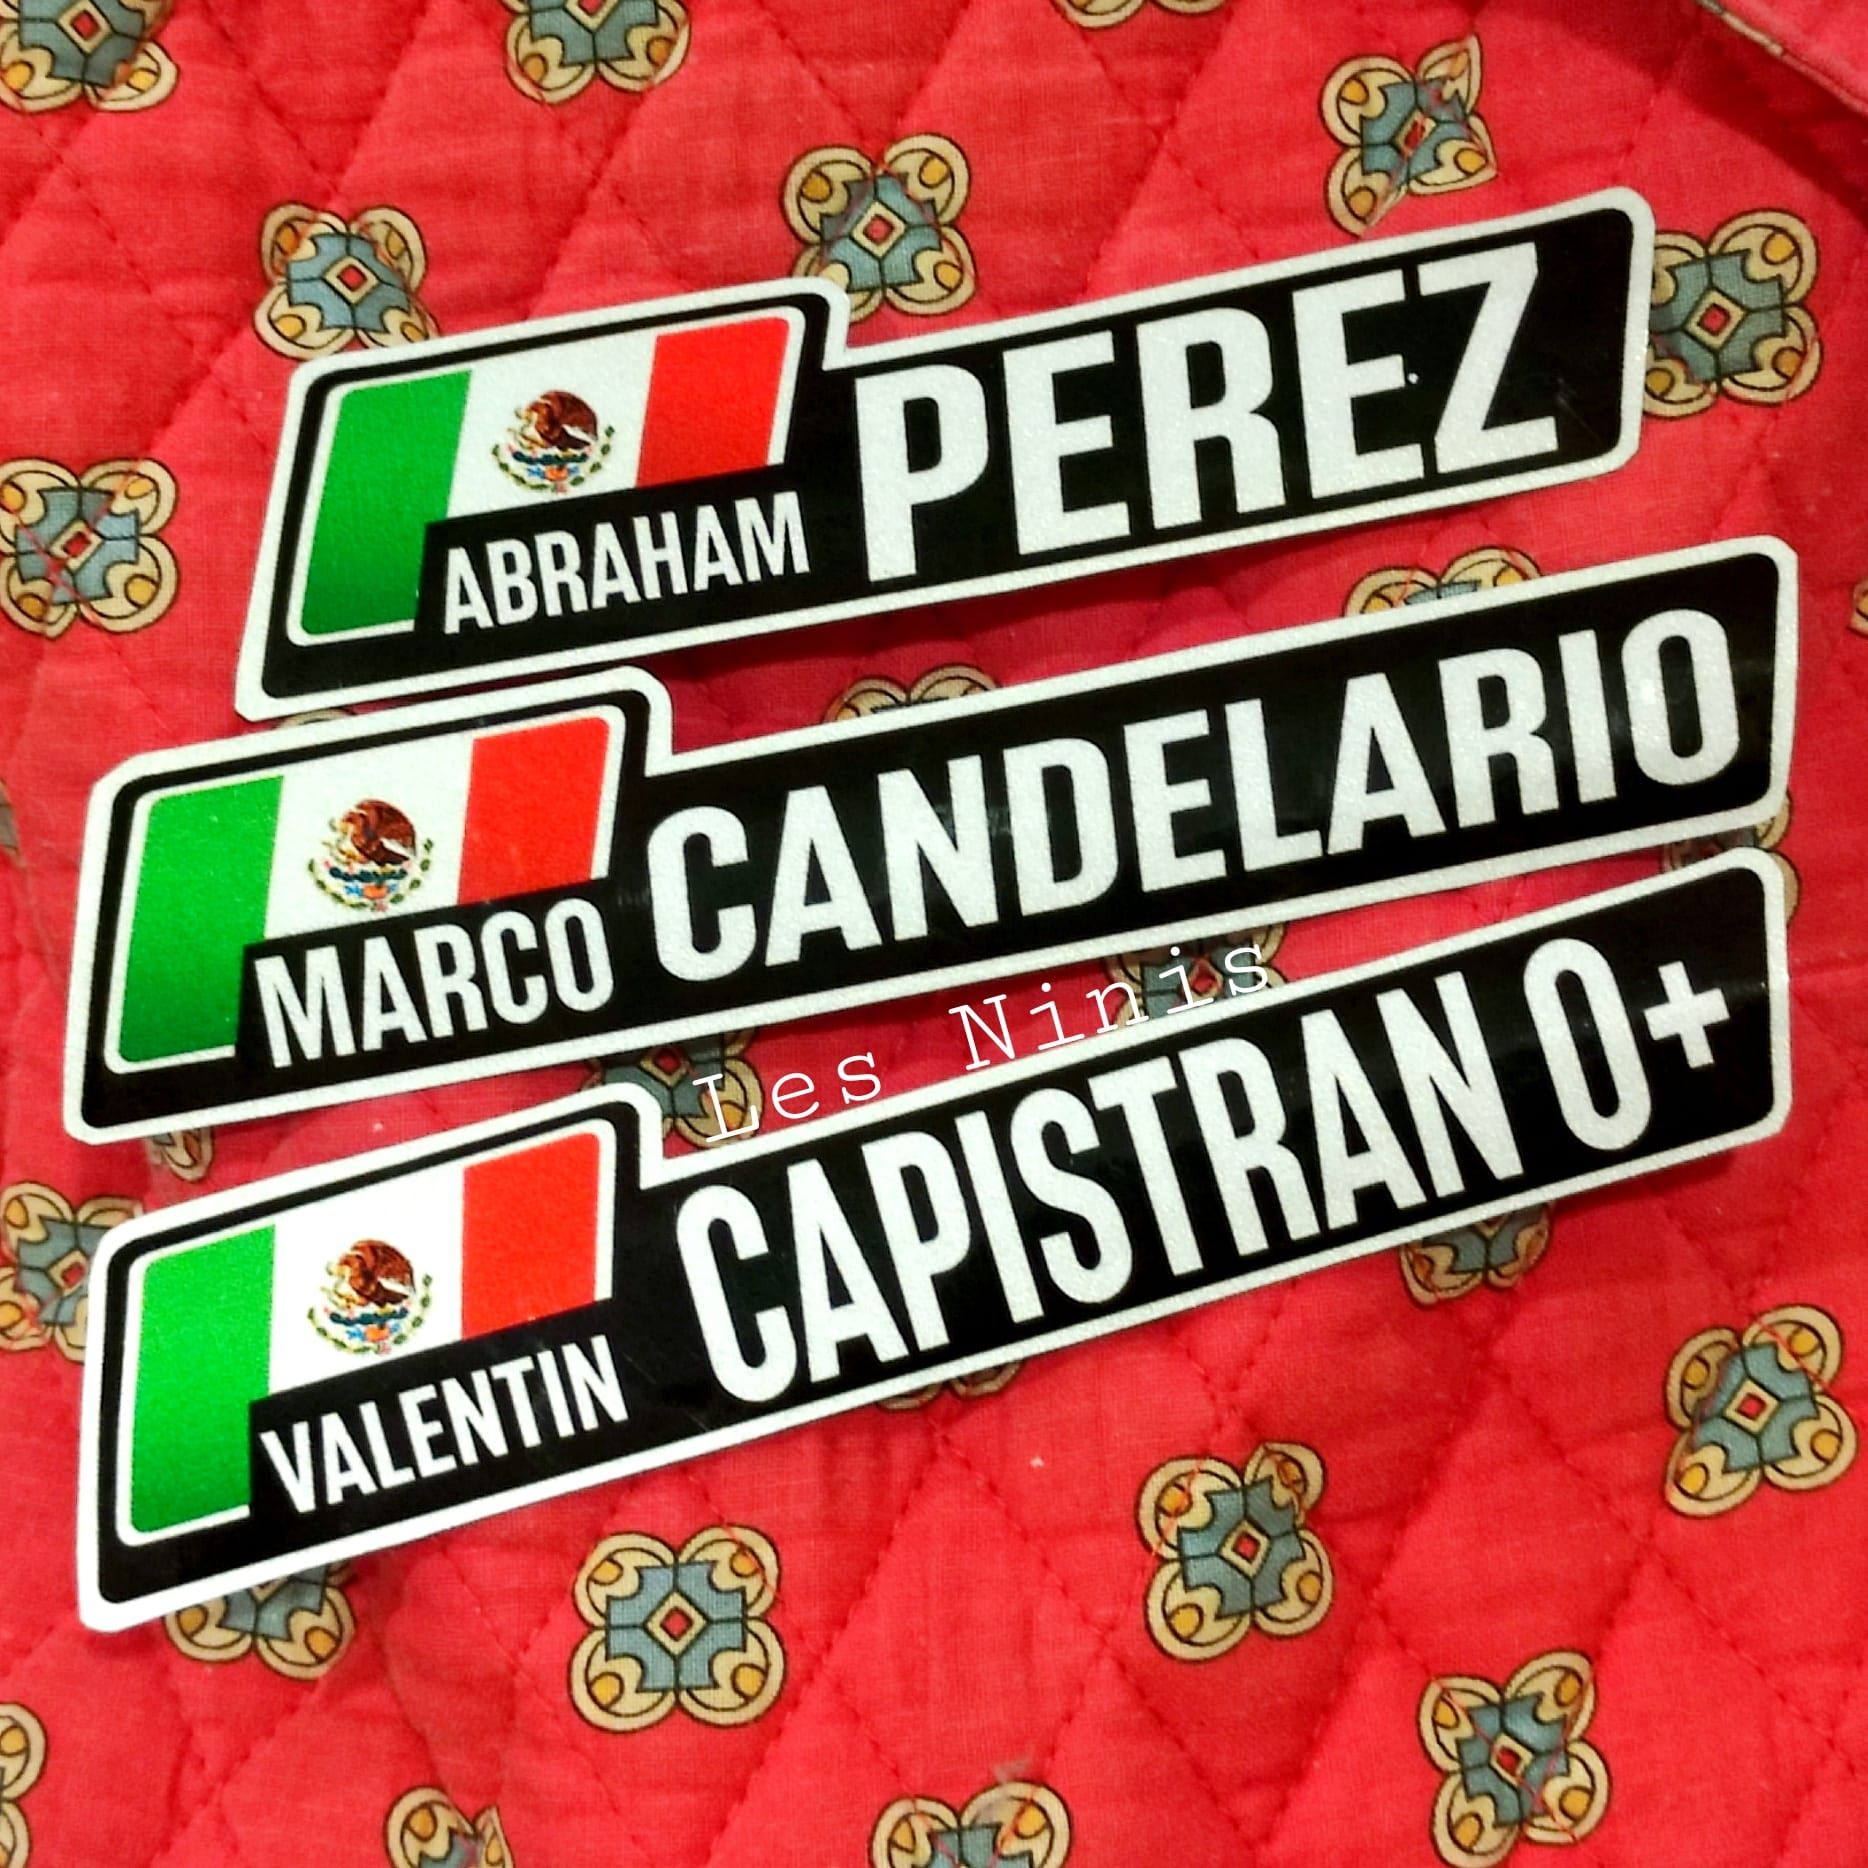 ABRAHAM PEREZ
MARCO CANDELARIO
Les Ninis
VALENTIN CAPISTRAN O+